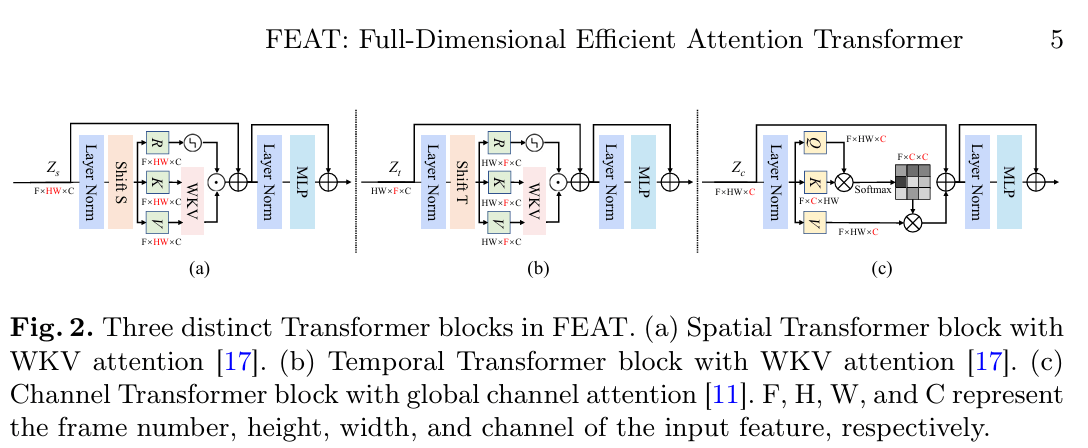 FEAT: Full-Dimensional Efficient Attention Transformer 5
Z_s
F×HW×C
Layer Norm
Shift S
R
F×HW×C
K
F×HW×C
V
F×HW×C
WKV
Layer Norm
MLP
(a)
Z_t
HW×F×C
Layer Norm
Shift T
R
HW×F×C
K
HW×F×C
V
HW×F×C
WKV
Layer Norm
MLP
(b)
Z_c
F×HW×C
Layer Norm
Q
F×HW×C
K
F×C×HW
V
F×HW×C
Softmax
F×C×C
Layer Norm
MLP
(c)
Fig. 2. Three distinct Transformer blocks in FEAT. (a) Spatial Transformer block with
WKV attention [17]. (b) Temporal Transformer block with WKV attention [17]. (c)
Channel Transformer block with global channel attention [11]. F, H, W, and C represent
the frame number, height, width, and channel of the input feature, respectively.